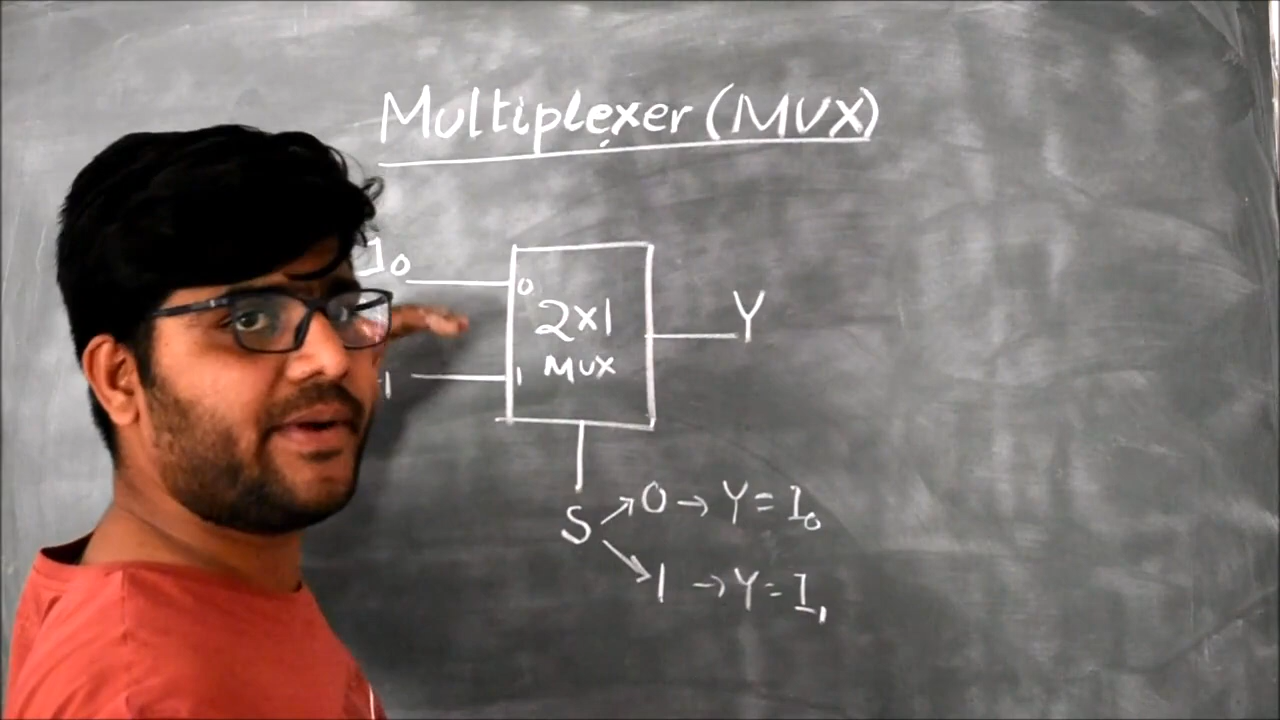 Multiplexer (MUX)
I0
0
2x1
MUX
Y
1
1
S
0 → Y = I0
1 → Y = I1